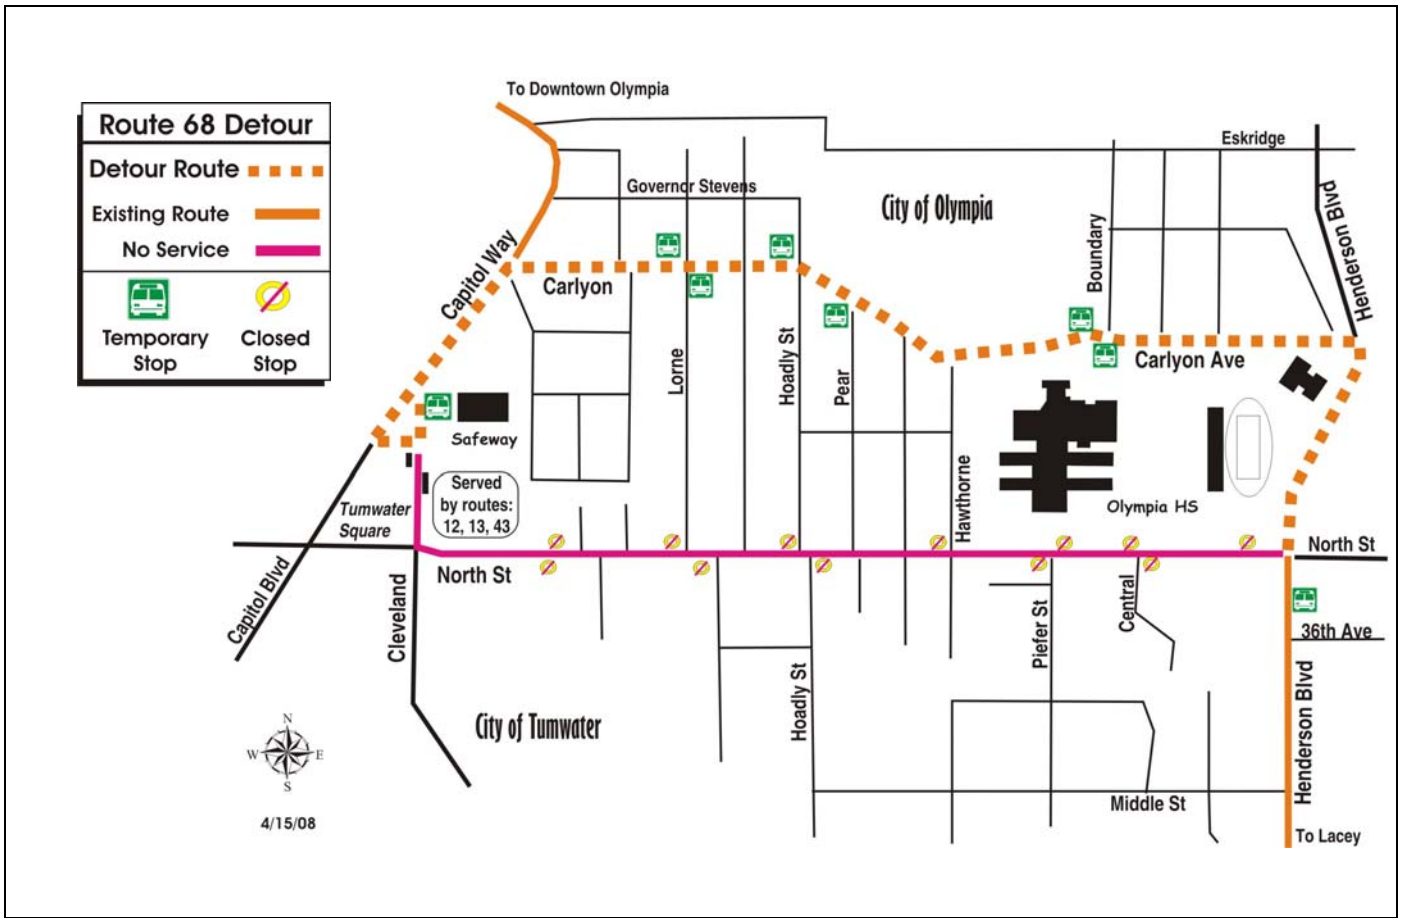 Route 68 Detour
Detour Route
Existing Route
No Service
Temporary
Stop
Closed
Stop
To Downtown Olympia
Eskridge
Governor Stevens
City of Olympia
Henderson Blvd
Boundary
Capitol Way
Carlyon
Lorne
Hoadly St
Pear
Carlyon Ave
Safeway
Served
by routes:
12, 13, 43
Tumwater
Square
Hawthorne
Olympia HS
North St
North St
Capitol Blvd
Cleveland
Piefer St
Central
36th Ave
Hoadly St
City of Tumwater
Henderson Blvd
Middle St
To Lacey
N
W
E
S
4/15/08